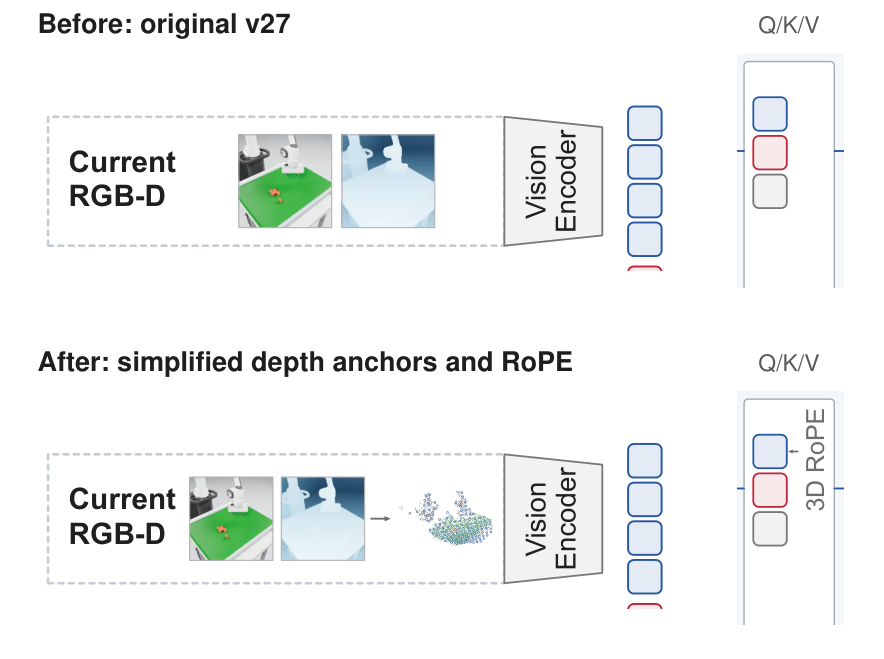 Before: original v27
Q/K/V
Current
RGB-D
Vision
Encoder
After: simplified depth anchors and RoPE
Q/K/V
Current
RGB-D
Vision
Encoder
3D RoPE